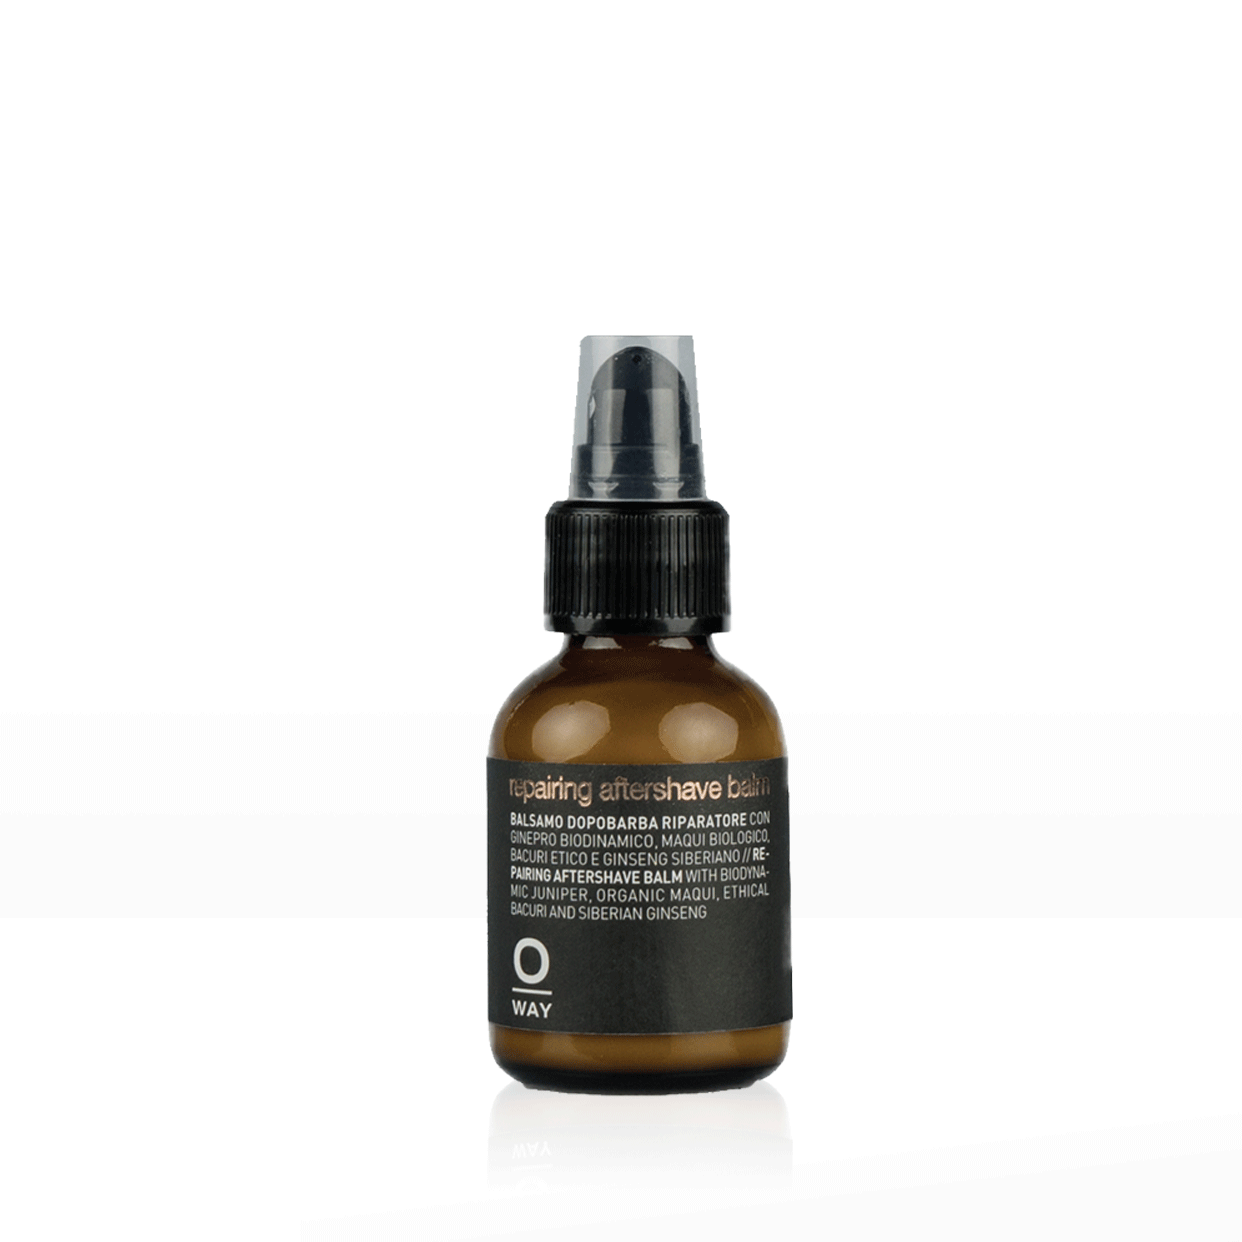 repairing aftershave balm
BALSAMO DOPOBARBA RIPARATORE CON
GINEPRO BIODINAMICO, MAQUI BIOLOGICO,
BACURI ETICO E GINSENG SIBERIANO // RE-
PAIRING AFTERSHAVE BALM WITH BIODYNA-
MIC JUNIPER, ORGANIC MAQUI, ETHICAL
BACURI AND SIBERIAN GINSENG
O
WAY